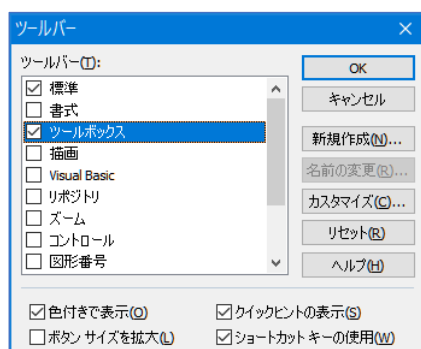 ツールバー
ツールバー(T):
標準
書式
ツールボックス
描画
Visual Basic
リポジトリ
ズーム
コントロール
図形番号
OK
キャンセル
新規作成(N)...
名前の変更(R)...
カスタマイズ(C)...
リセット(R)
ヘルプ(H)
色付きで表示(O)
クイックヒントの表示(S)
ボタン サイズを拡大(L)
ショートカット キーの使用(W)